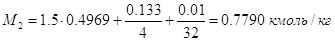 M₂ = 1.5·0.4969 + 0.133/4 + 0.01/32 = 0.7790 кмоль/кг